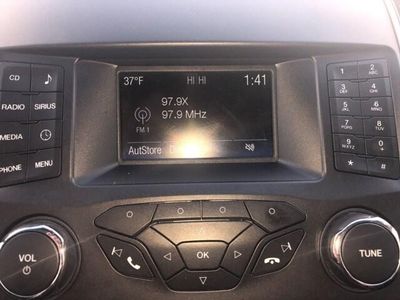 37°F HI HI 1:41
97.9X
97.9 MHz
FM 1
AutStore
CD
RADIO SIRIUS
MEDIA
PHONE MENU
1 2 ABC
3 DEF 4 GHI
5 JKL 6 MNO
7 PQRS 8 TUV
9 WXYZ 0
* #
OK
VOL
TUNE